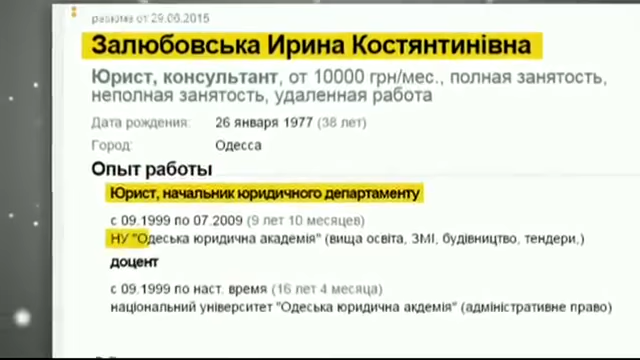 резюме от 29.06.2015
Залюбовська Ирина Костянтинівна
Юрист, консультант, от 10000 грн/мес., полная занятость,
неполная занятость, удаленная работа
Дата рождения: 26 января 1977 (38 лет)
Город: Одесса
Опыт работы
Юрист, начальник юридичного департаменту
с 09.1999 по 07.2009 (9 лет 10 месяцев)
НУ "Одеська юридична академія" (вища освіта, ЗМІ, будівництво, тендери,)
доцент
с 09.1999 по наст. время (16 лет 4 месяца)
національний університет "Одеська юридична акдемія" (адміністративне право)